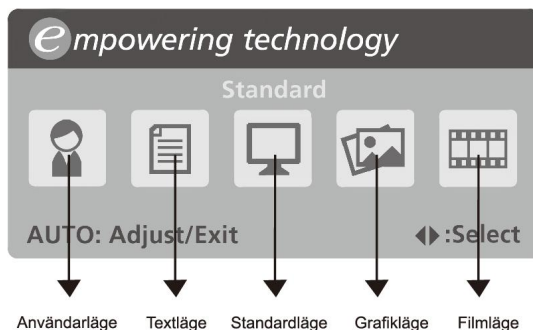 empowering technology
Standard
AUTO: Adjust/Exit :Select
Användarläge Textläge Standardläge Grafikläge Filmläge